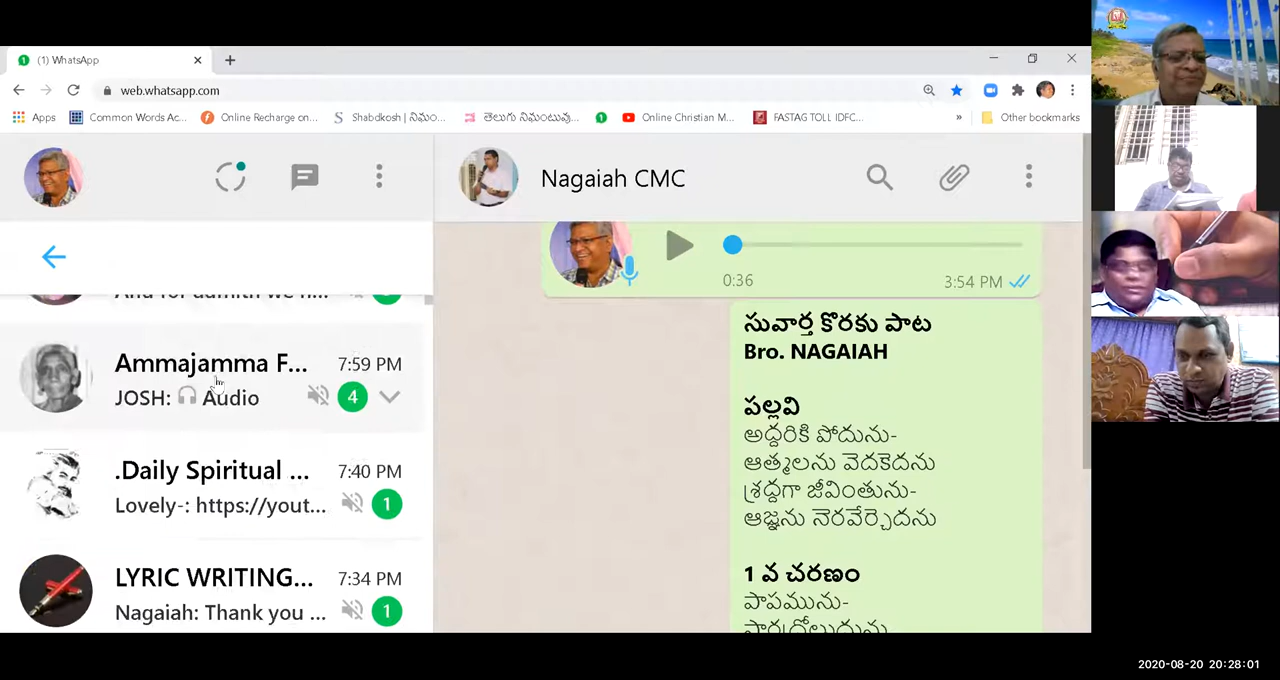 (1) WhatsApp
web.whatsapp.com
Apps
Common Words Ac...
Online Recharge on...
Shabdkosh | నిఘం...
తెలుగు నిఘంటువు...
Online Christian M...
FASTAG TOLL IDFC...
»
Other bookmarks
Nagaiah CMC
0:36
3:54 PM
Ammajamma F... 7:59 PM
JOSH: Audio 4
.Daily Spiritual ... 7:40 PM
Lovely-: https://yout... 1
LYRIC WRITING... 7:34 PM
Nagaiah: Thank you ... 1
సువార్త కొరకు పాట
Bro. NAGAIAH
పల్లవి
అద్దరికి పోదును-
ఆత్మలను వెదకెదను
శ్రద్దగా జీవింతును-
ఆజ్ఞను నెరవేర్చెదను
1 వ చరణం
పాపమును-
2020-08-20 20:28:01